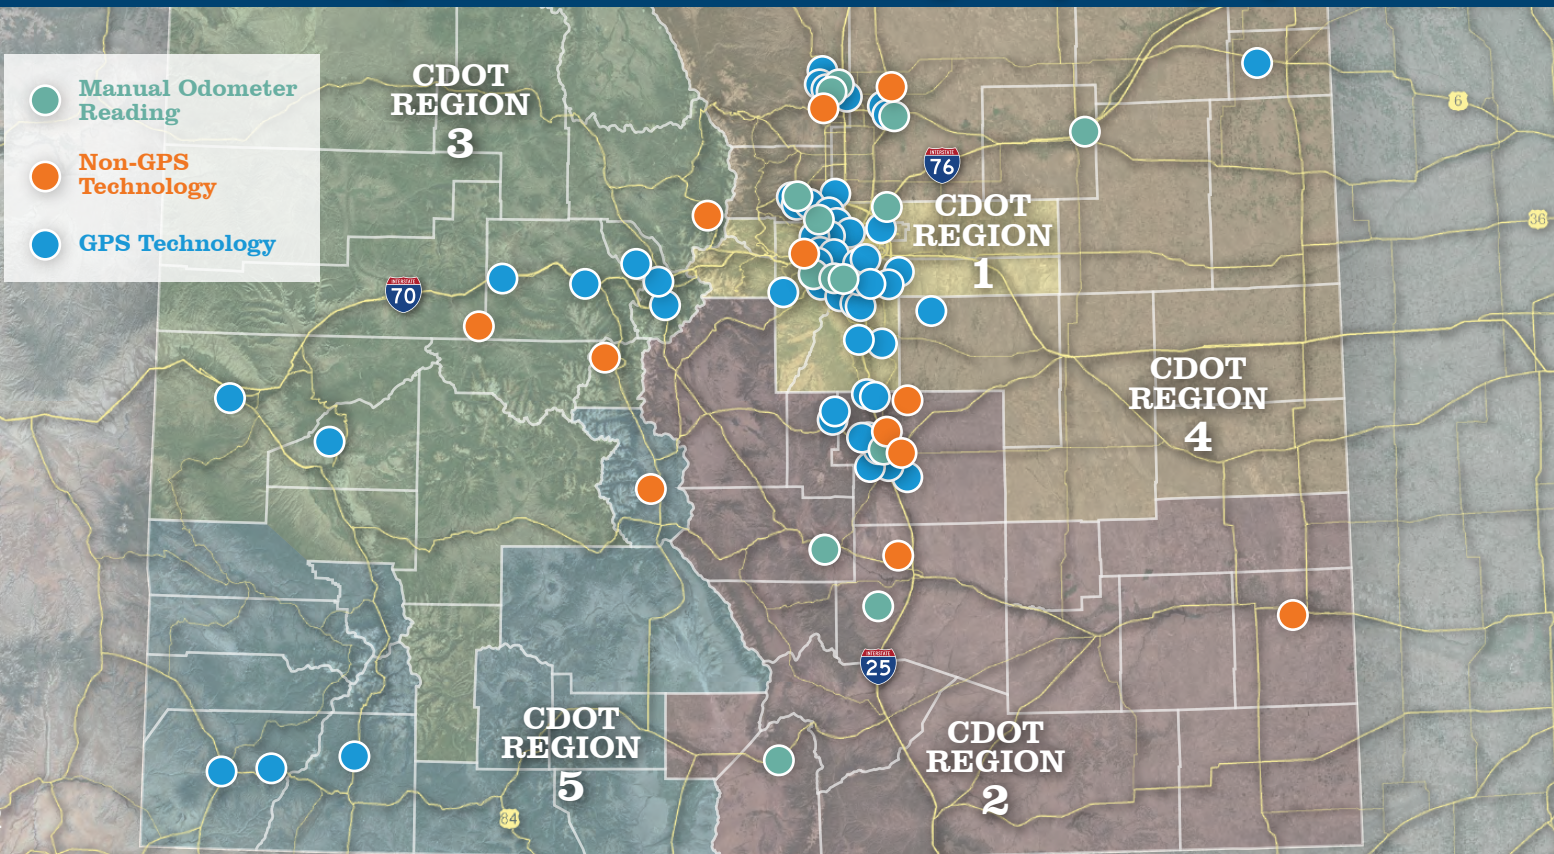 Manual Odometer
Reading
Non-GPS
Technology
GPS Technology
CDOT
REGION
3
6
INTERSTATE
76
36
CDOT
REGION
1
INTERSTATE
70
CDOT
REGION
4
INTERSTATE
25
CDOT
REGION
5
CDOT
REGION
2
84